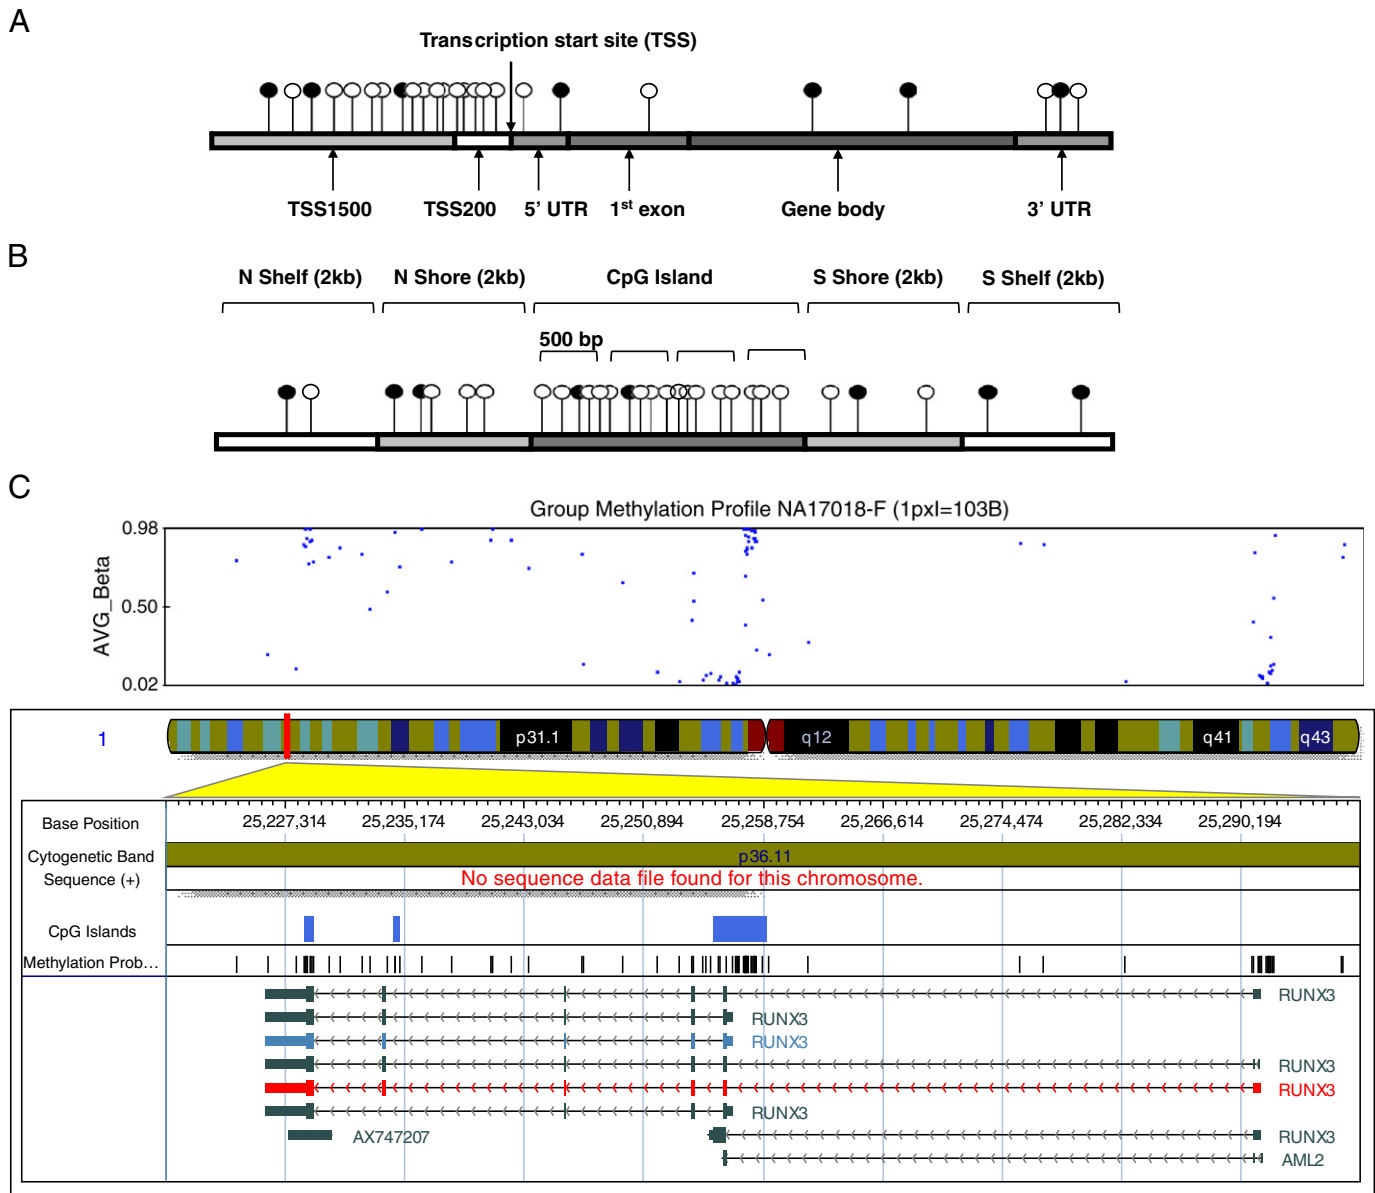 A
Transcription start site (TSS)
TSS1500 TSS200 5’ UTR 1st exon Gene body 3’ UTR
B
N Shelf (2kb) N Shore (2kb) CpG Island S Shore (2kb) S Shelf (2kb)
500 bp
C
Group Methylation Profile NA17018-F (1pxl=103B)
0.98
AVG_Beta
0.50
0.02
1 p31.1 q12 q41 q43
Base Position 25,227,314 25,235,174 25,243,034 25,250,894 25,258,754 25,266,614 25,274,474 25,282,334 25,290,194
Cytogenetic Band p36.11
Sequence (+) No sequence data file found for this chromosome.
CpG Islands
Methylation Prob…
RUNX3
RUNX3
RUNX3
RUNX3
RUNX3
RUNX3
AX747207 RUNX3
AML2